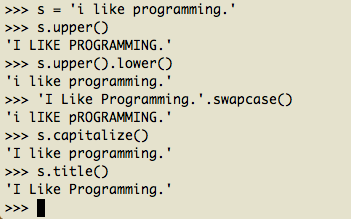 >>> s = 'i like programming.'
>>> s.upper()
'I LIKE PROGRAMMING.'
>>> s.upper().lower()
'i like programming.'
>>> 'I Like Programming.'.swapcase()
'i lIKE pROGRAMMING.'
>>> s.capitalize()
'I like programming.'
>>> s.title()
'I Like Programming.'
>>>